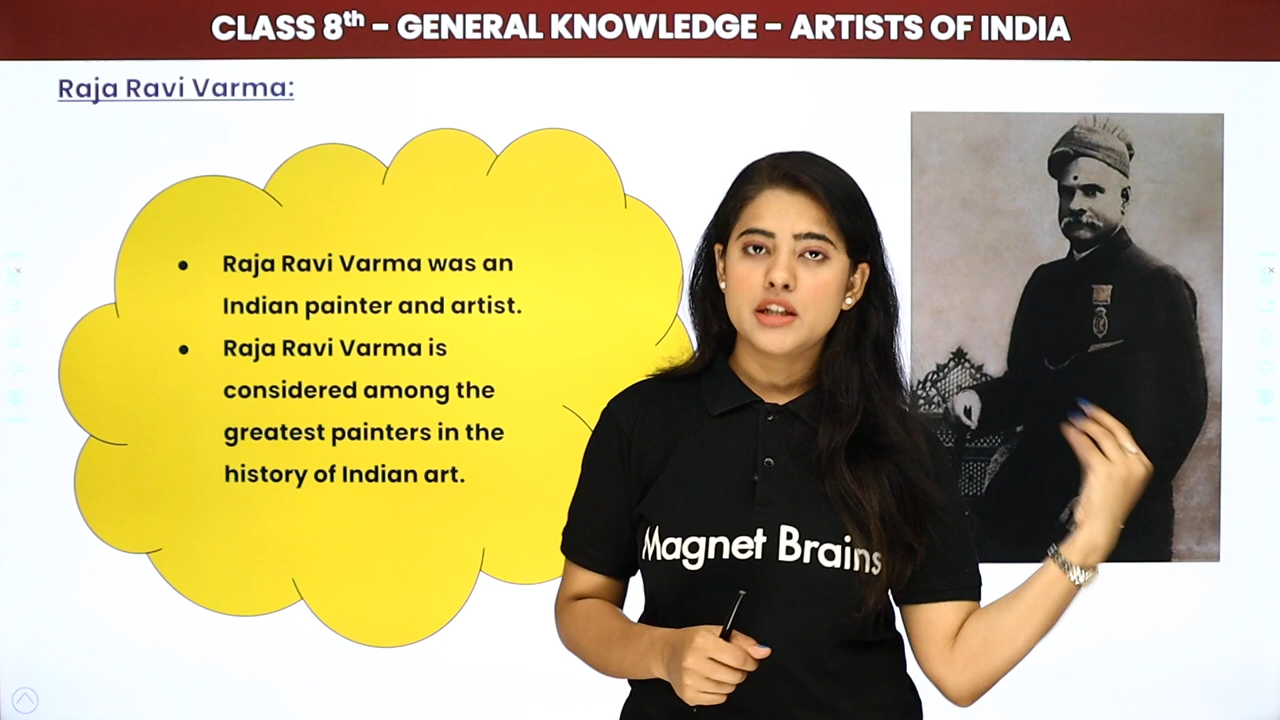 CLASS 8th - GENERAL KNOWLEDGE - ARTISTS OF INDIA
Raja Ravi Varma:
● Raja Ravi Varma was an
Indian painter and artist.
● Raja Ravi Varma is
considered among the
greatest painters in the
history of Indian art.
Magnet Brains